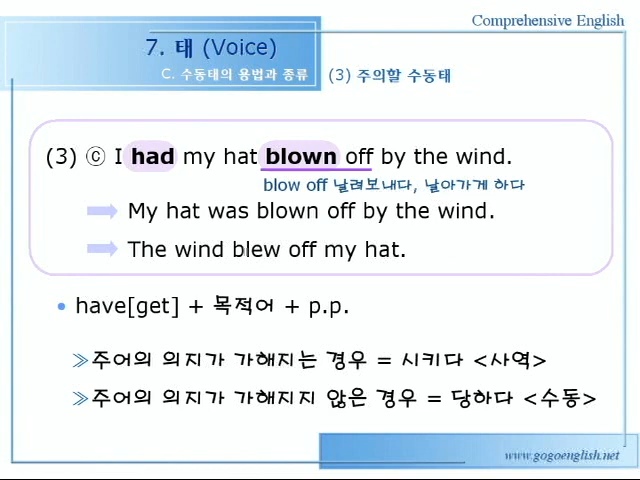 Comprehensive English
7. 태 (Voice)
C. 수동태의 용법과 종류 (3) 주의할 수동태
(3) ⓒ I had my hat blown off by the wind.
blow off 날려보내다, 날아가게 하다
My hat was blown off by the wind.
The wind blew off my hat.
• have[get] + 목적어 + p.p.
≫주어의 의지가 가해지는 경우 = 시키다 <사역>
≫주어의 의지가 가해지지 않은 경우 = 당하다 <수동>
www.gogoenglish.net